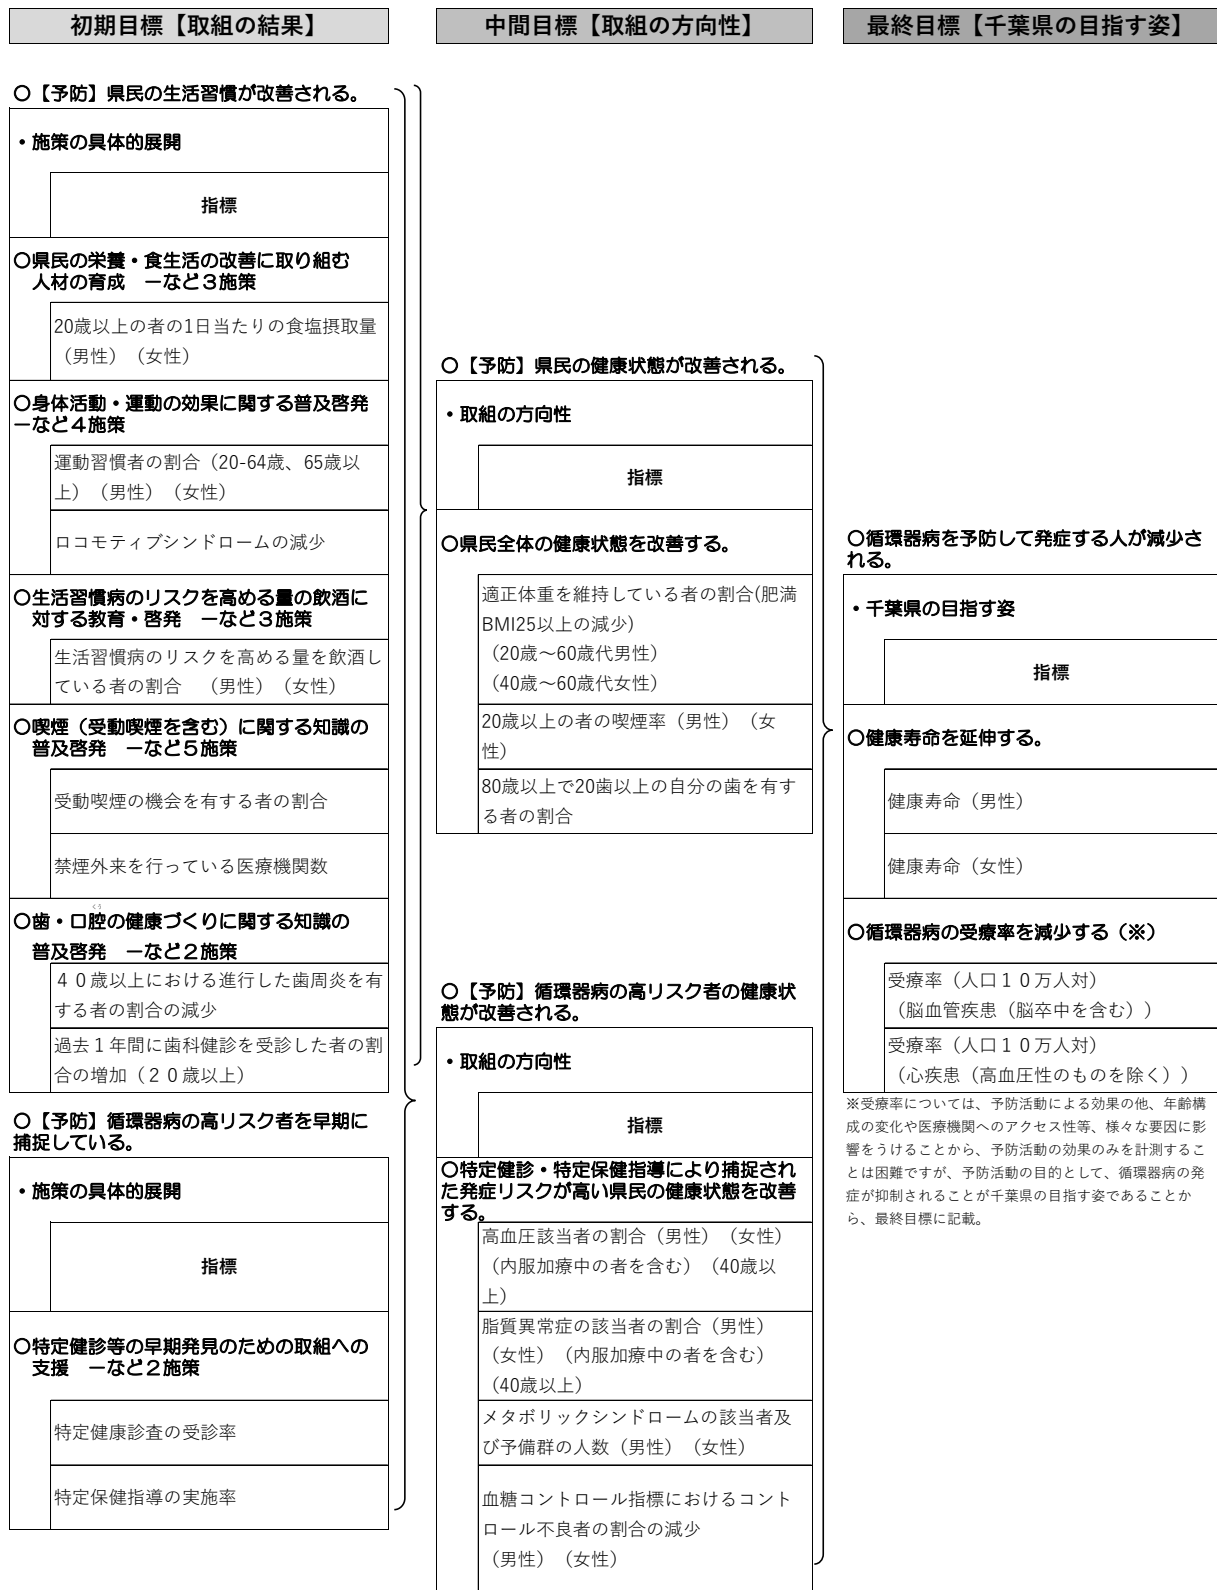 初期目標【取組の結果】
〇【予防】県民の生活習慣が改善される。
・施策の具体的展開
指標
〇県民の栄養・食生活の改善に取り組む
人材の育成　ーなど３施策
20歳以上の者の1日当たりの食塩摂取量
（男性）（女性）
〇身体活動・運動の効果に関する普及啓発
ーなど４施策
運動習慣者の割合（20-64歳、65歳以
上）（男性）（女性）
ロコモティブシンドロームの減少
〇生活習慣病のリスクを高める量の飲酒に
対する教育・啓発　ーなど３施策
生活習慣病のリスクを高める量を飲酒し
ている者の割合　（男性）（女性）
〇喫煙（受動喫煙を含む）に関する知識の
普及啓発　ーなど５施策
受動喫煙の機会を有する者の割合
禁煙外来を行っている医療機関数
くう
〇歯・口腔の健康づくりに関する知識の
普及啓発　ーなど２施策
４０歳以上における進行した歯周炎を有
する者の割合の減少
過去１年間に歯科健診を受診した者の割
合の増加（２０歳以上）
〇【予防】循環器病の高リスク者を早期に
捕捉している。
・施策の具体的展開
指標
〇特定健診等の早期発見のための取組への
支援　ーなど２施策
特定健康診査の受診率
特定保健指導の実施率
中間目標【取組の方向性】
〇【予防】県民の健康状態が改善される。
・取組の方向性
指標
〇県民全体の健康状態を改善する。
適正体重を維持している者の割合(肥満
BMI25以上の減少)
（20歳～60歳代男性）
（40歳～60歳代女性）
20歳以上の者の喫煙率（男性）（女
性）
80歳以上で20歯以上の自分の歯を有す
る者の割合
〇【予防】循環器病の高リスク者の健康状
態が改善される。
・取組の方向性
指標
〇特定健診・特定保健指導により捕捉され
た発症リスクが高い県民の健康状態を改善
する。
高血圧該当者の割合（男性）（女性）
（内服加療中の者を含む）（40歳以
上）
脂質異常症の該当者の割合（男性）
（女性）（内服加療中の者を含む）
（40歳以上）
メタボリックシンドロームの該当者及
び予備群の人数（男性）（女性）
血糖コントロール指標におけるコント
ロール不良者の割合の減少
（男性）（女性）
最終目標【千葉県の目指す姿】
〇循環器病を予防して発症する人が減少さ
れる。
・千葉県の目指す姿
指標
〇健康寿命を延伸する。
健康寿命（男性）
健康寿命（女性）
〇循環器病の受療率を減少する（※）
受療率（人口１０万人対）
（脳血管疾患（脳卒中を含む））
受療率（人口１０万人対）
（心疾患（高血圧性のものを除く））
※受療率については、予防活動による効果の他、年齢構
成の変化や医療機関へのアクセス性等、様々な要因に影
響をうけることから、予防活動の効果のみを計測するこ
とは困難ですが、予防活動の目的として、循環器病の発
症が抑制されることが千葉県の目指す姿であることか
ら、最終目標に記載。